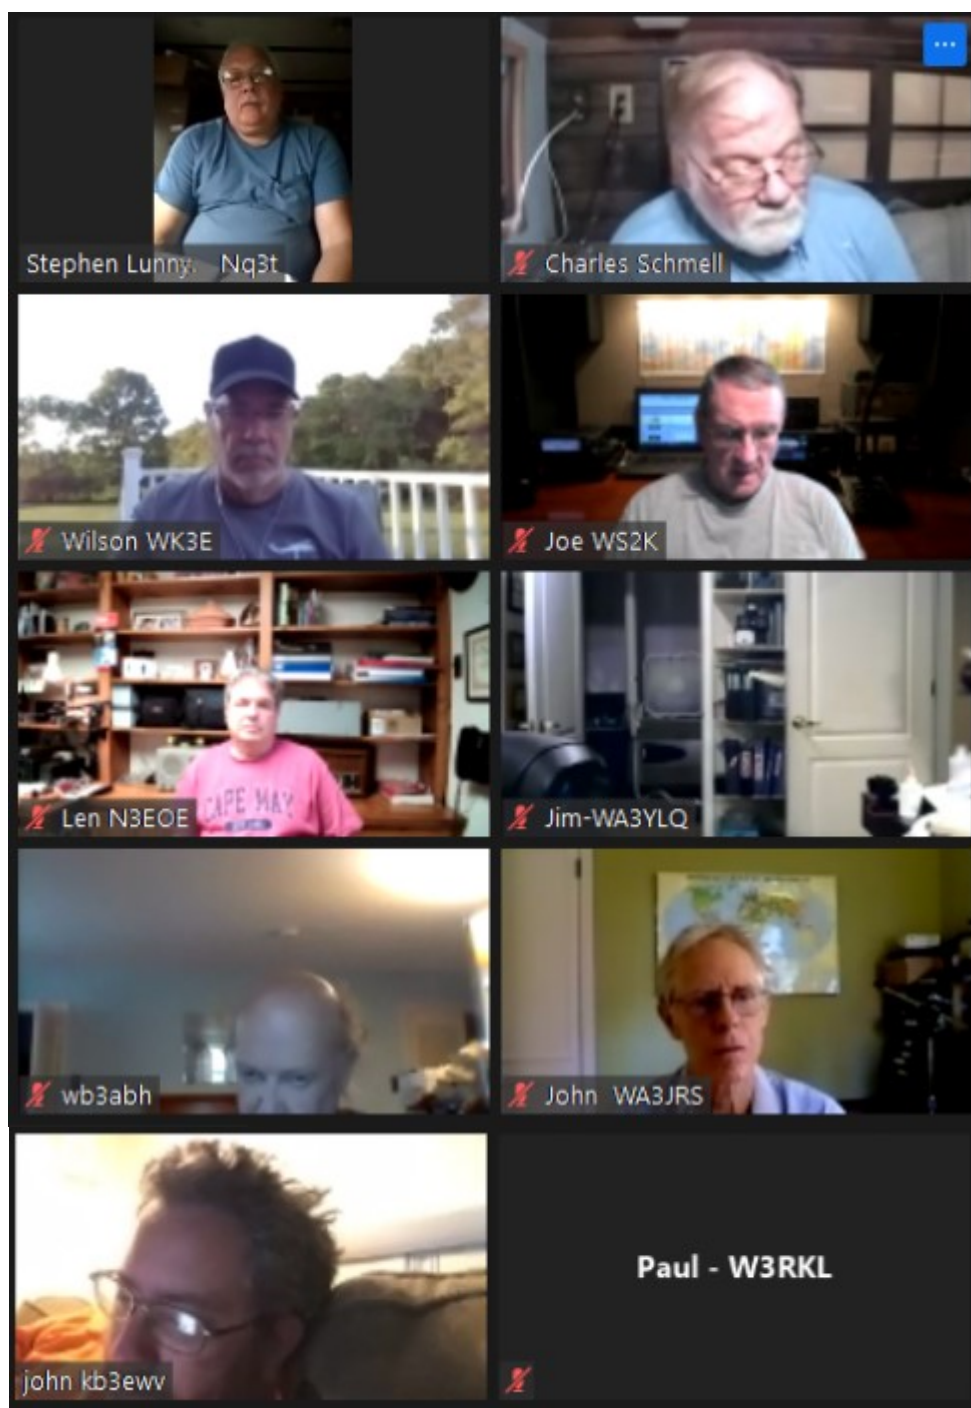 Stephen Lunny. Nq3t
Charles Schmell
Wilson WK3E
Joe WS2K
CAPE MAY
Len N3EOE
Jim-WA3YLQ
wb3abh
John WA3JRS
john kb3ewv
Paul - W3RKL